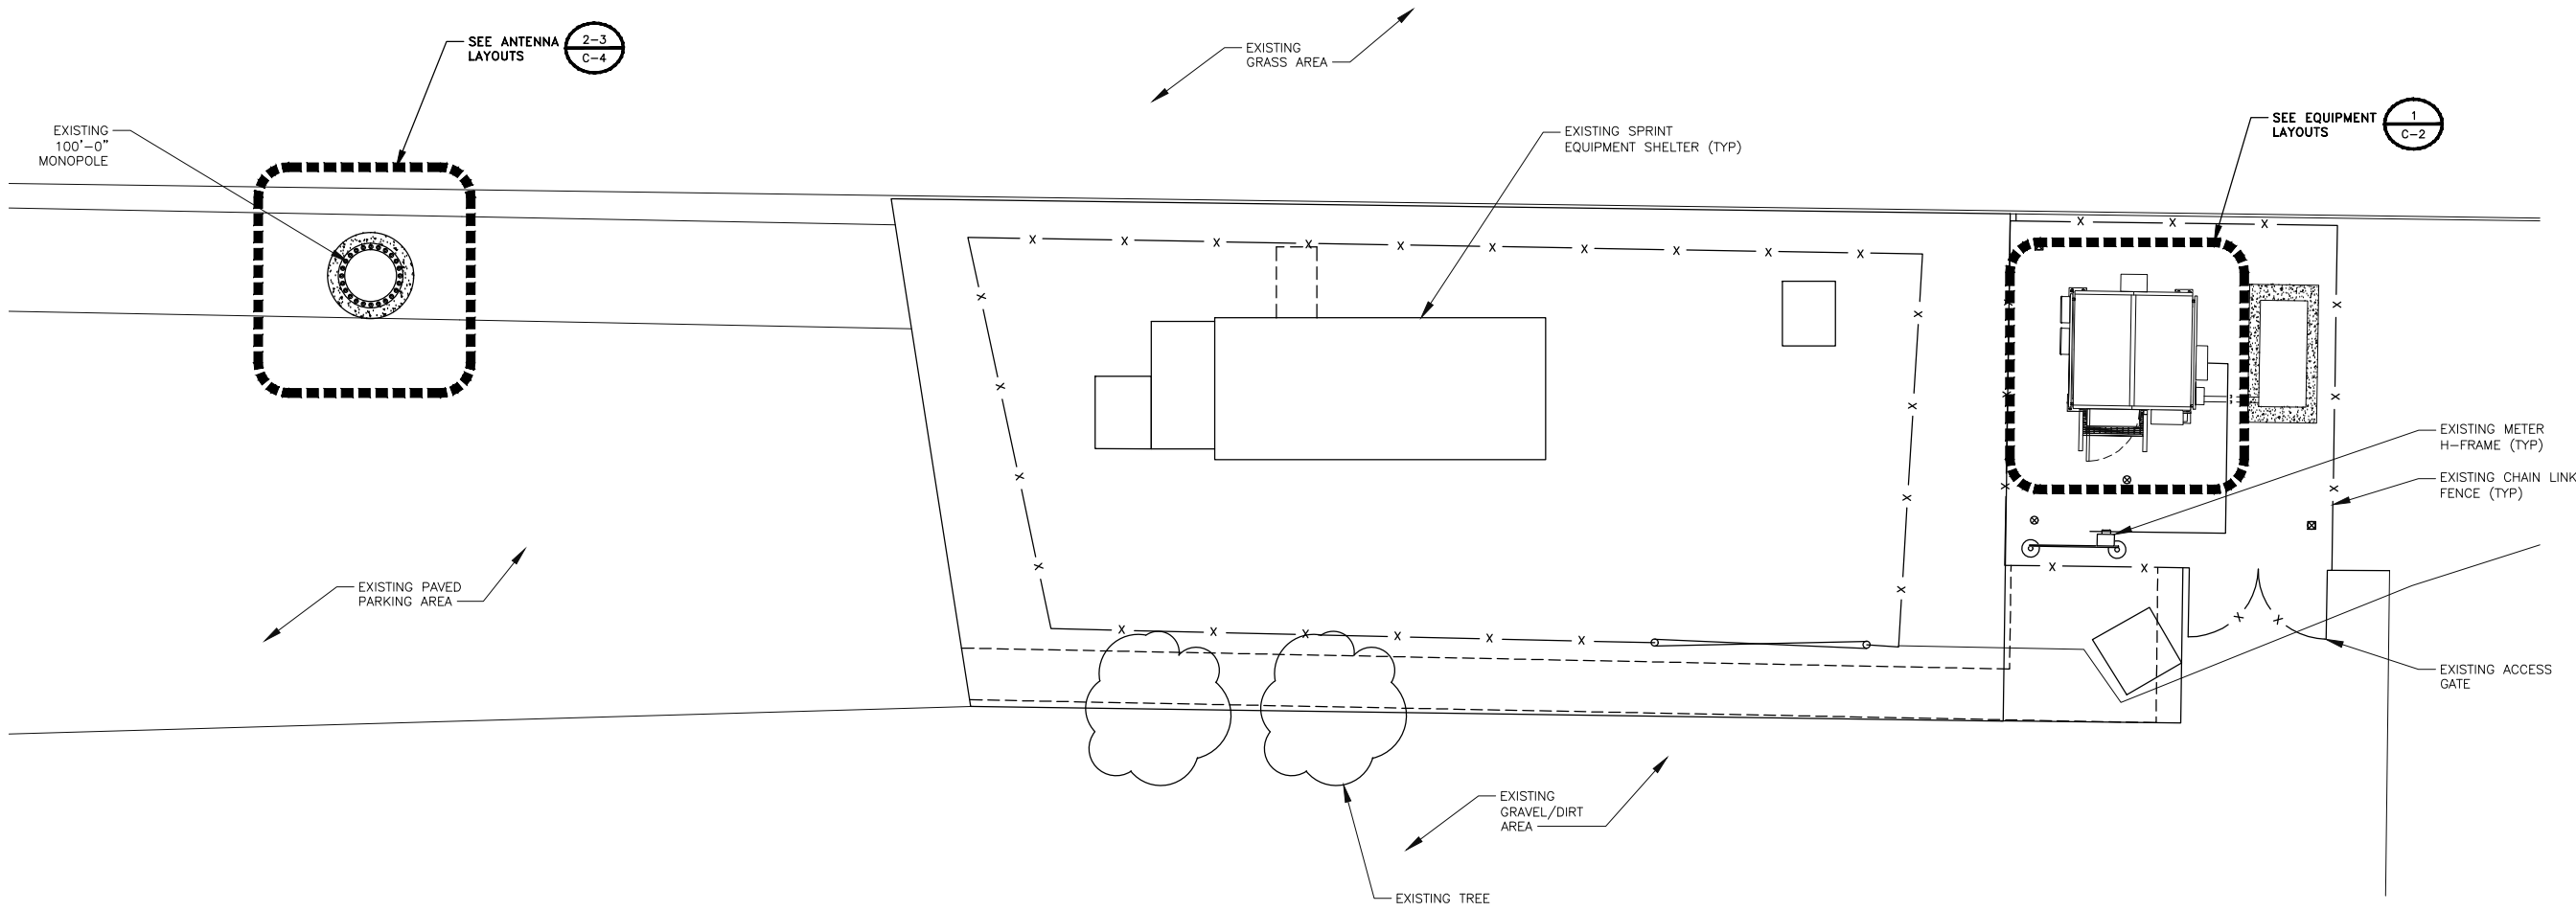 SEE ANTENNA
LAYOUTS
2-3
C-4
EXISTING
GRASS AREA
EXISTING
100'-0"
MONOPOLE
EXISTING SPRINT
EQUIPMENT SHELTER (TYP)
SEE EQUIPMENT
LAYOUTS
1
C-2
EXISTING METER
H-FRAME (TYP)
EXISTING CHAIN LINK
FENCE (TYP)
EXISTING PAVED
PARKING AREA
EXISTING ACCESS
GATE
EXISTING
GRAVEL/DIRT
AREA
EXISTING TREE